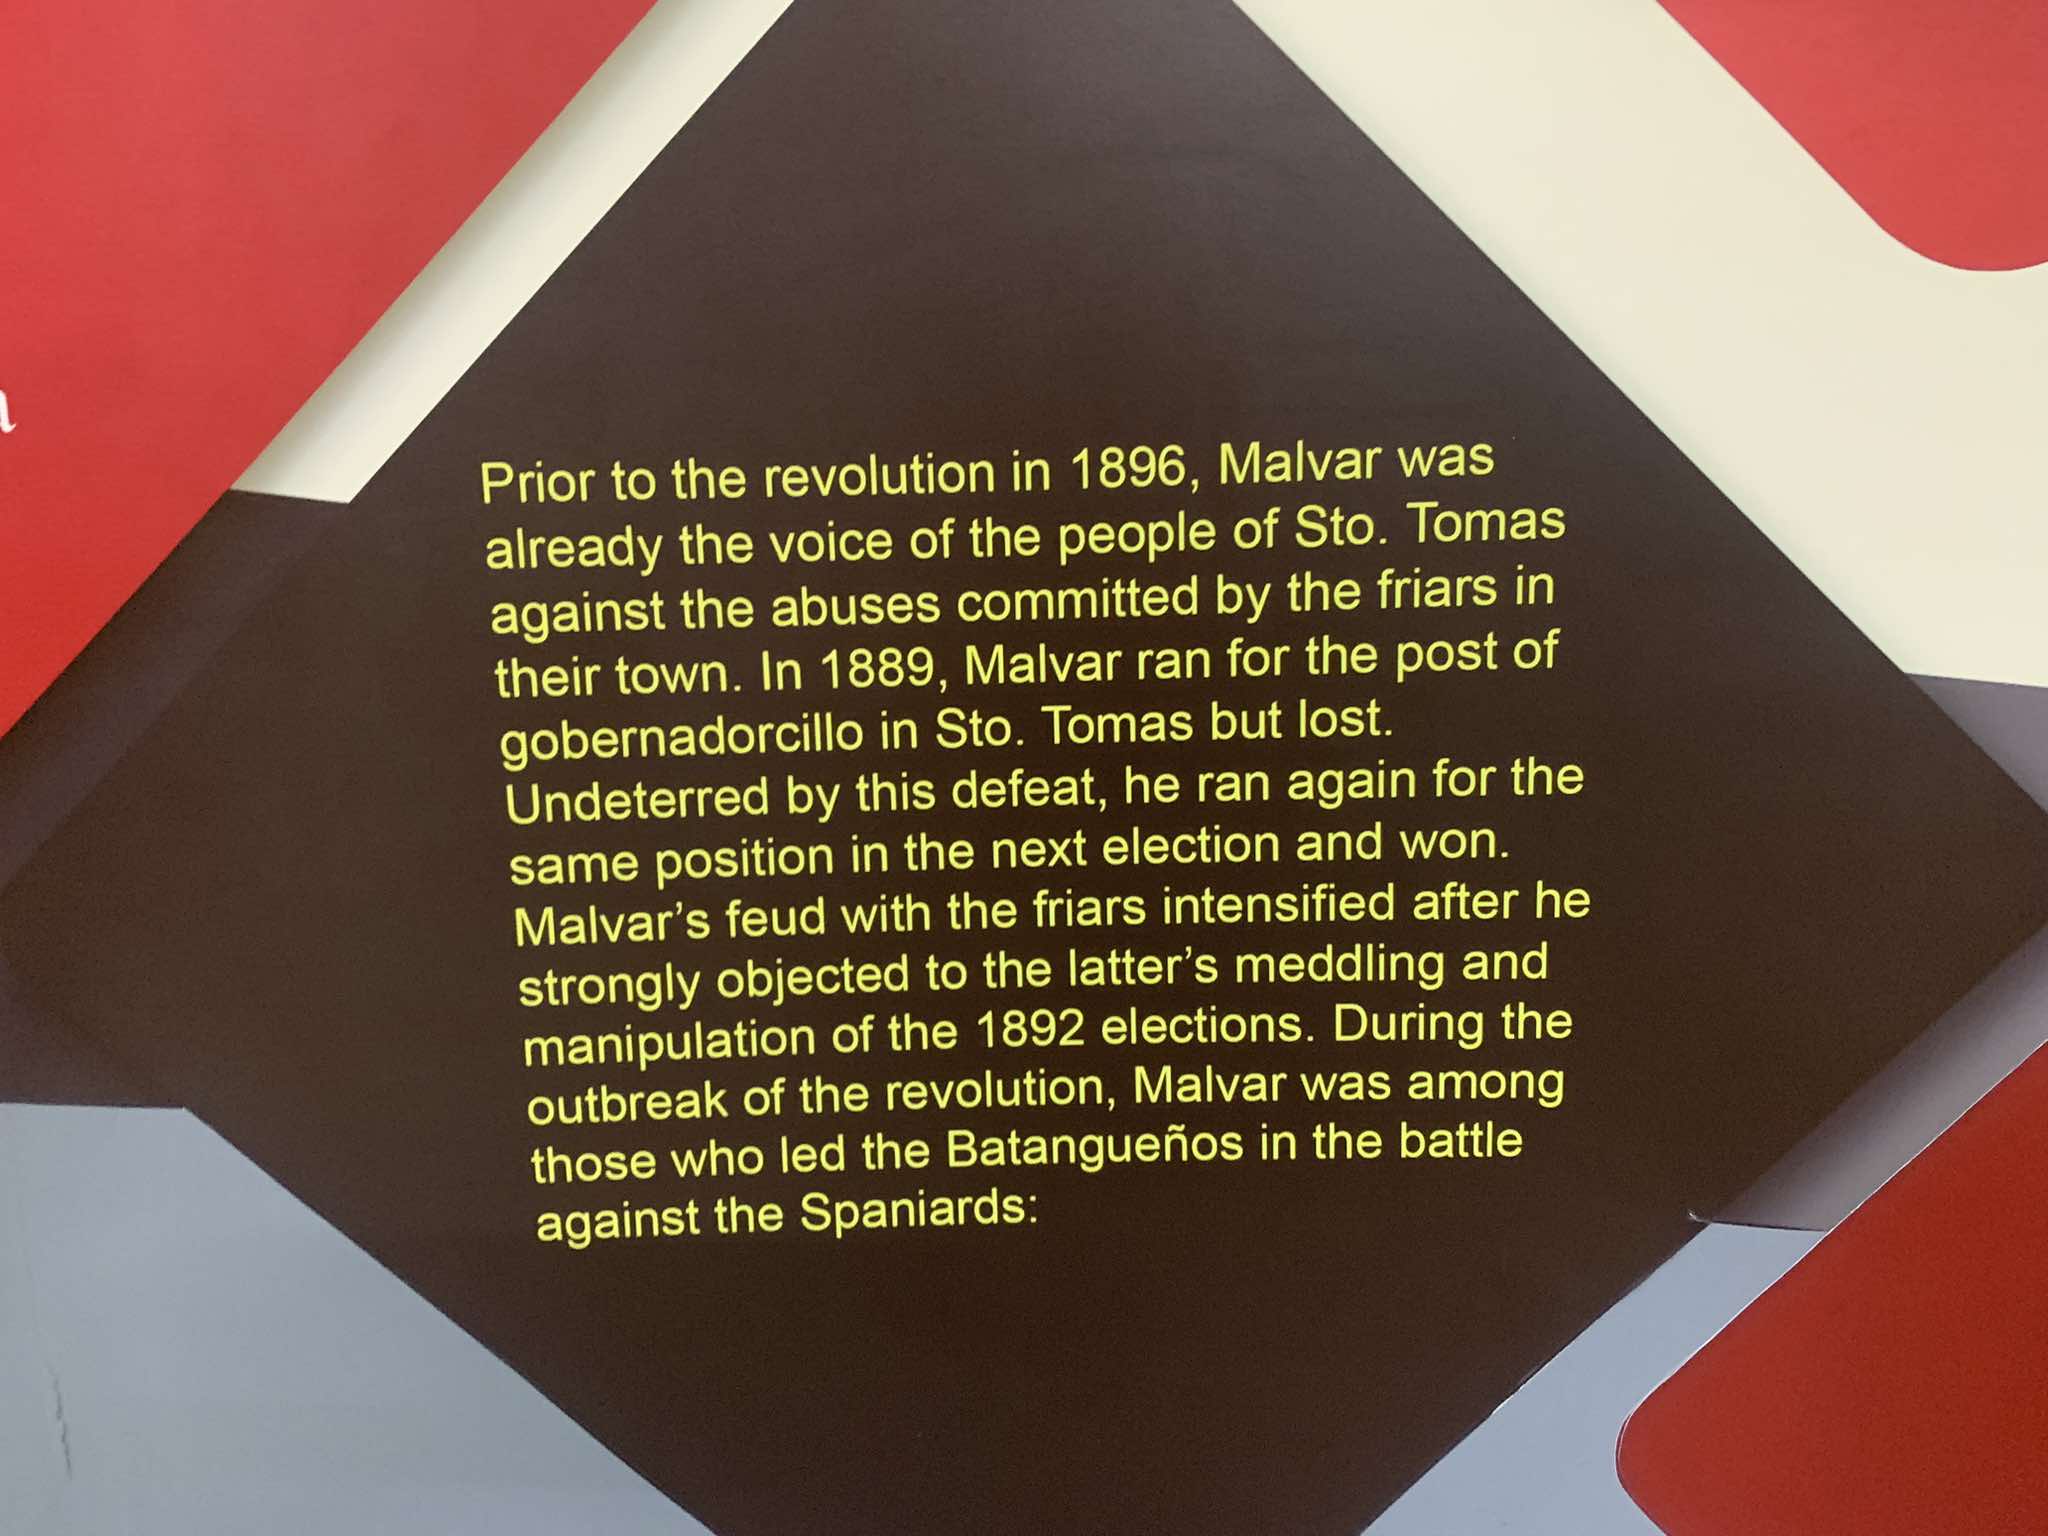 Prior to the revolution in 1896, Malvar was
already the voice of the people of Sto. Tomas
against the abuses committed by the friars in
their town. In 1889, Malvar ran for the post of
gobernadorcillo in Sto. Tomas but lost.
Undeterred by this defeat, he ran again for the
same position in the next election and won.
Malvar’s feud with the friars intensified after he
strongly objected to the latter’s meddling and
manipulation of the 1892 elections. During the
outbreak of the revolution, Malvar was among
those who led the Batangueños in the battle
against the Spaniards: